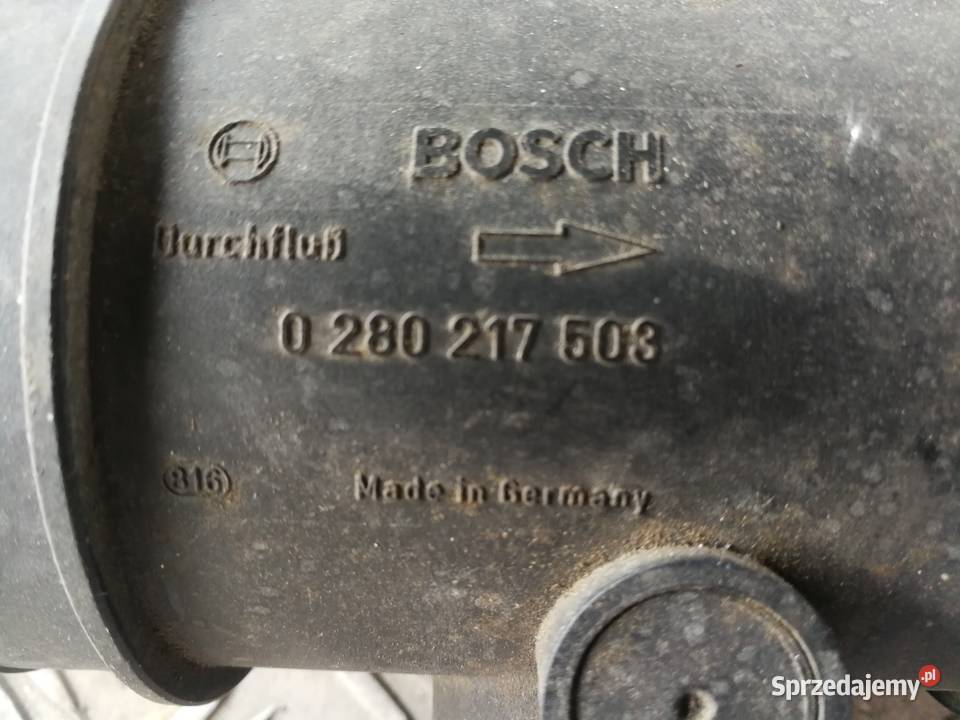 BOSCH
Durchfluß
0 280 217 503
816
Made in Germany
Sprzedajemy.pl